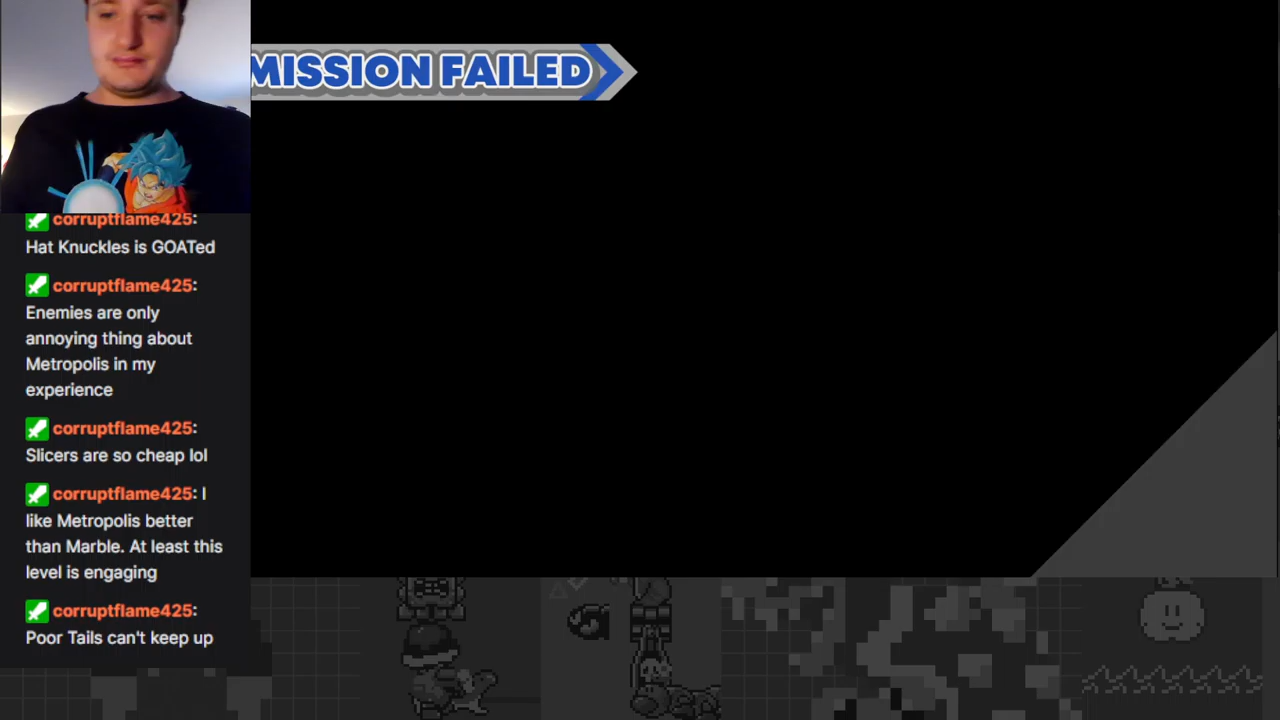 MISSION FAILED
corruptflame425:
Hat Knuckles is GOATed
corruptflame425:
Enemies are only
annoying thing about
Metropolis in my
experience
corruptflame425:
Slicers are so cheap lol
corruptflame425: I
like Metropolis better
than Marble. At least this
level is engaging
corruptflame425:
Poor Tails can't keep up